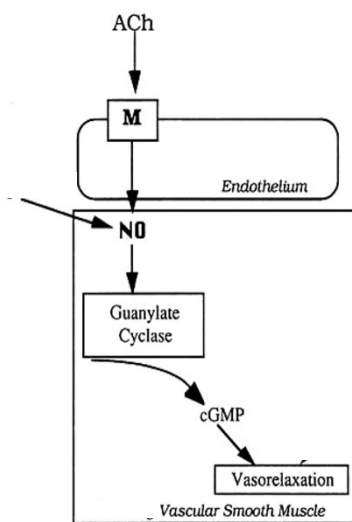 ACh
M
Endothelium
NO
Guanylate
Cyclase
cGMP
Vasorelaxation
Vascular Smooth Muscle